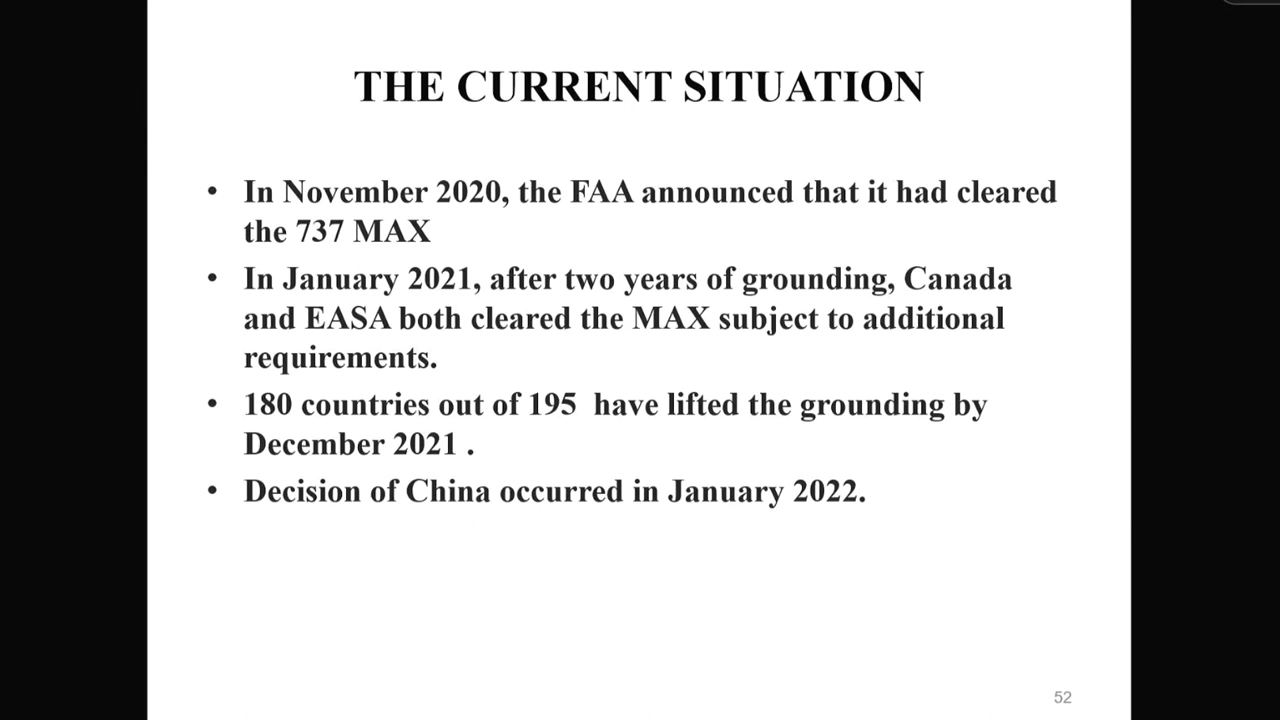 THE CURRENT SITUATION
• In November 2020, the FAA announced that it had cleared
the 737 MAX
• In January 2021, after two years of grounding, Canada
and EASA both cleared the MAX subject to additional
requirements.
• 180 countries out of 195  have lifted the grounding by
December 2021 .
• Decision of China occurred in January 2022.
52